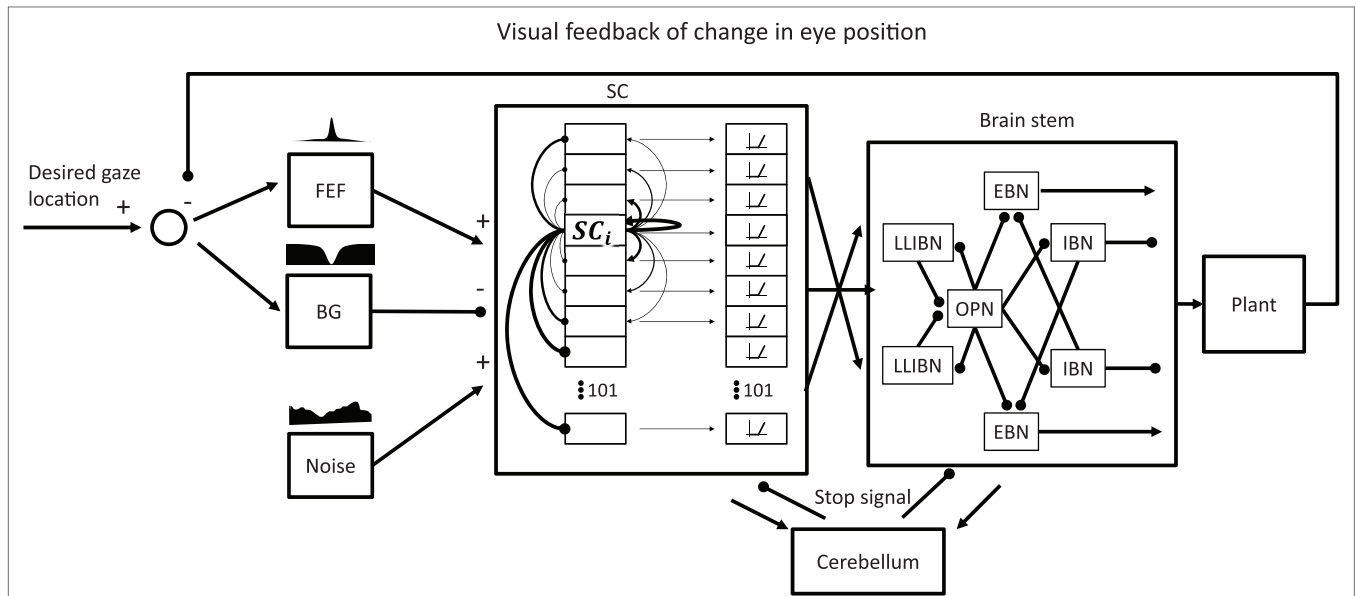 Visual feedback of change in eye position
SC
Brain stem
Desired gaze
location
+
-
FEF
BG
Noise
+
-
+
SCi
101
101
EBN
LLIBN
IBN
OPN
LLIBN
IBN
EBN
Plant
Stop signal
Cerebellum